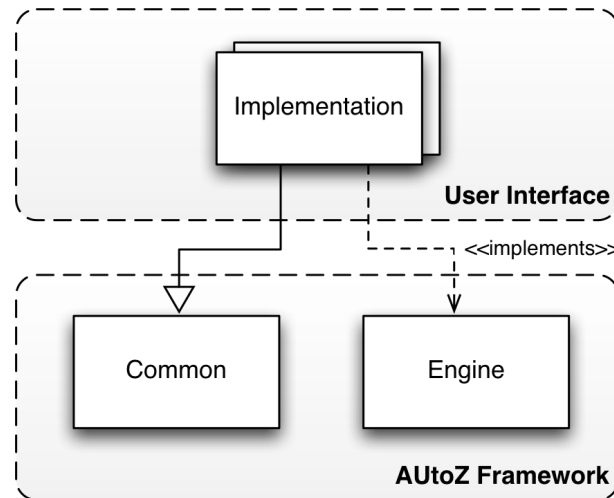 Implementation
User Interface
<<implements>>
Common
Engine
AUtoZ Framework